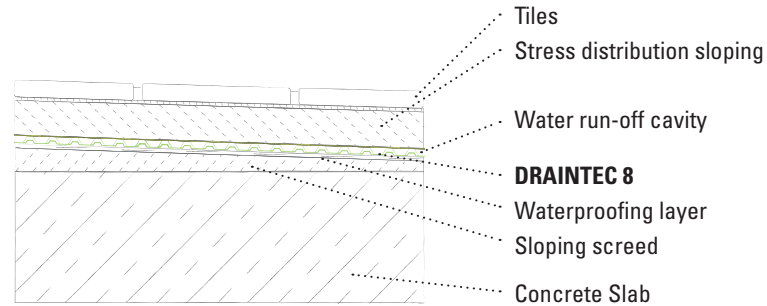 Tiles
Stress distribution sloping
Water run-off cavity
DRAINTEC 8
Waterproofing layer
Sloping screed
Concrete Slab